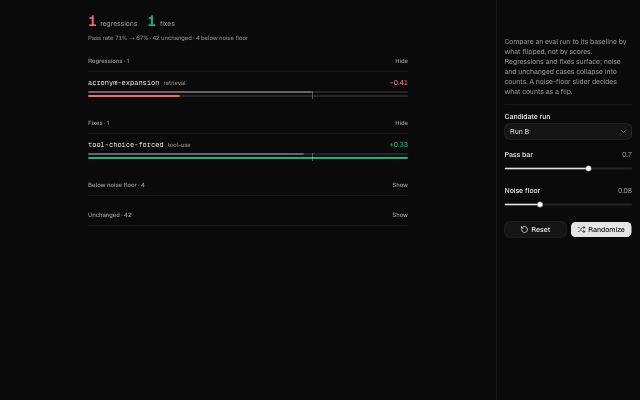 1 regressions 1 fixes
Pass rate 71% → 67% · 42 unchanged · 4 below noise floor
Regressions · 1 Hide
acronym-expansion retrieval −0.41
Fixes · 1 Hide
tool-choice-forced tool-use +0.33
Below noise floor · 4 Show
Unchanged · 42 Show
Compare an eval run to its baseline by
what flipped, not by scores.
Regressions and fixes surface; noise
and unchanged cases collapse into
counts. A noise-floor slider decides
what counts as a flip.
Candidate run
Run B
Pass bar 0.7
Noise floor 0.08
Reset Randomize